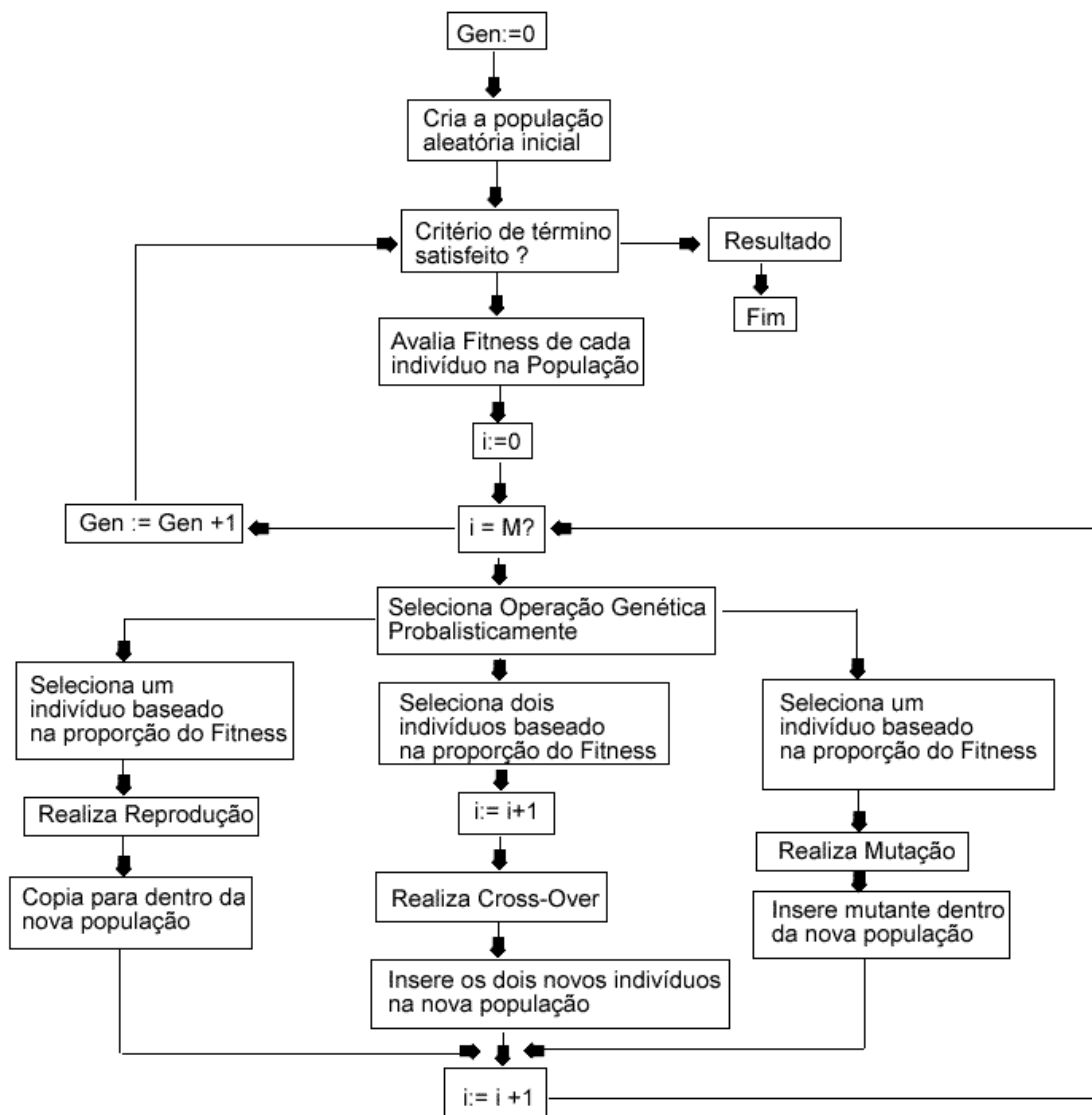 Gen:=0
Cria a população
aleatória inicial
Critério de término
satisfeito ?
Resultado
Fim
Avalia Fitness de cada
indivíduo na População
i:=0
Gen := Gen +1
i = M?
Seleciona Operação Genética
Probalisticamente
Seleciona um
indivíduo baseado
na proporção do Fitness
Realiza Reprodução
Copia para dentro da
nova população
Seleciona dois
indivíduos baseado
na proporção do Fitness
i:= i+1
Realiza Cross-Over
Insere os dois novos indivíduos
na nova população
Seleciona um
indivíduo baseado
na proporção do Fitness
Realiza Mutação
Insere mutante dentro
da nova população
i:= i +1